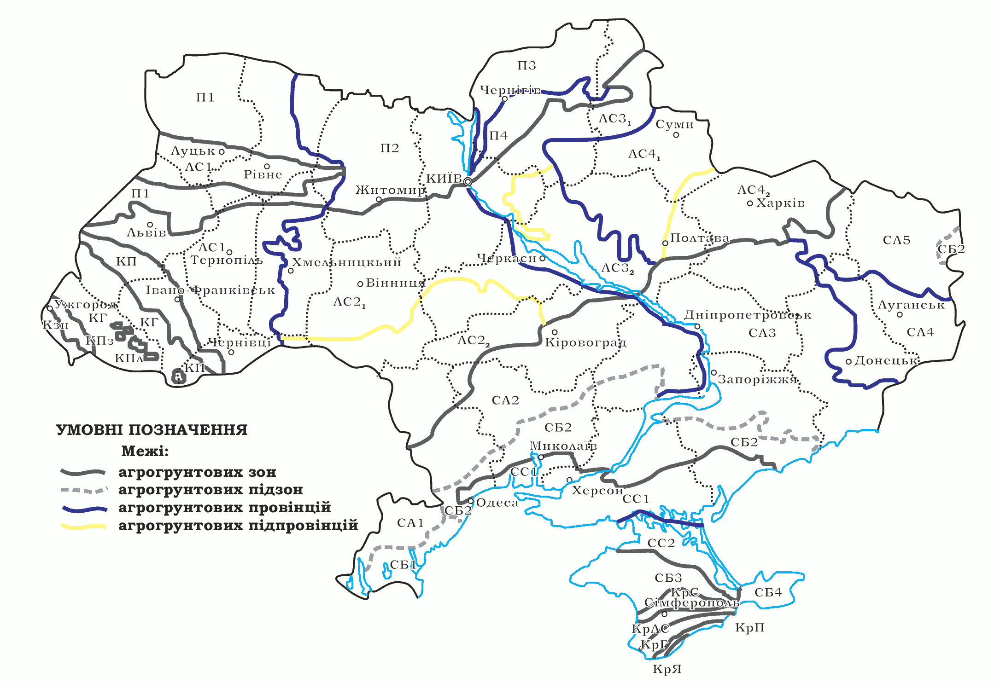 П3
Чернігів
П1
ЛС3₁
Суми
П4
П2
Луцьк
ЛС4₁
ЛС1
Рівне
КИЇВ
П1
Житомир
ЛС4₂
Харків
Львів
Полтава
СА5
ЛС1
СБ2
Тернопіль
КП
Хмельницкьий
Черкаси
ЛС3₂
Вінниця
Івано-Франківськ
ЛС2₁
Ужгород
КГ
КГ
Луганськ
Дніпропетровськ
Кзн
СА3
СА4
КПз
Чернівці
ЛС2₂
Кіровоград
КПл
Донецьк
КП
Запоріжжя
СА2
СБ2
УМОВНІ ПОЗНАЧЕННЯ
Межі:
агрогрунтових зон
агрогрунтових підзон
агрогрунтових провінцій
агрогрунтових підпровінцій
СБ2
Миколаїв
СС1
Херсон
СС1
Одеса
СБ2
СА1
СС2
СБ1
СБ3
КрС
СБ4
Сімферополь
КрЛС
КрП
КрГ
КрЯ